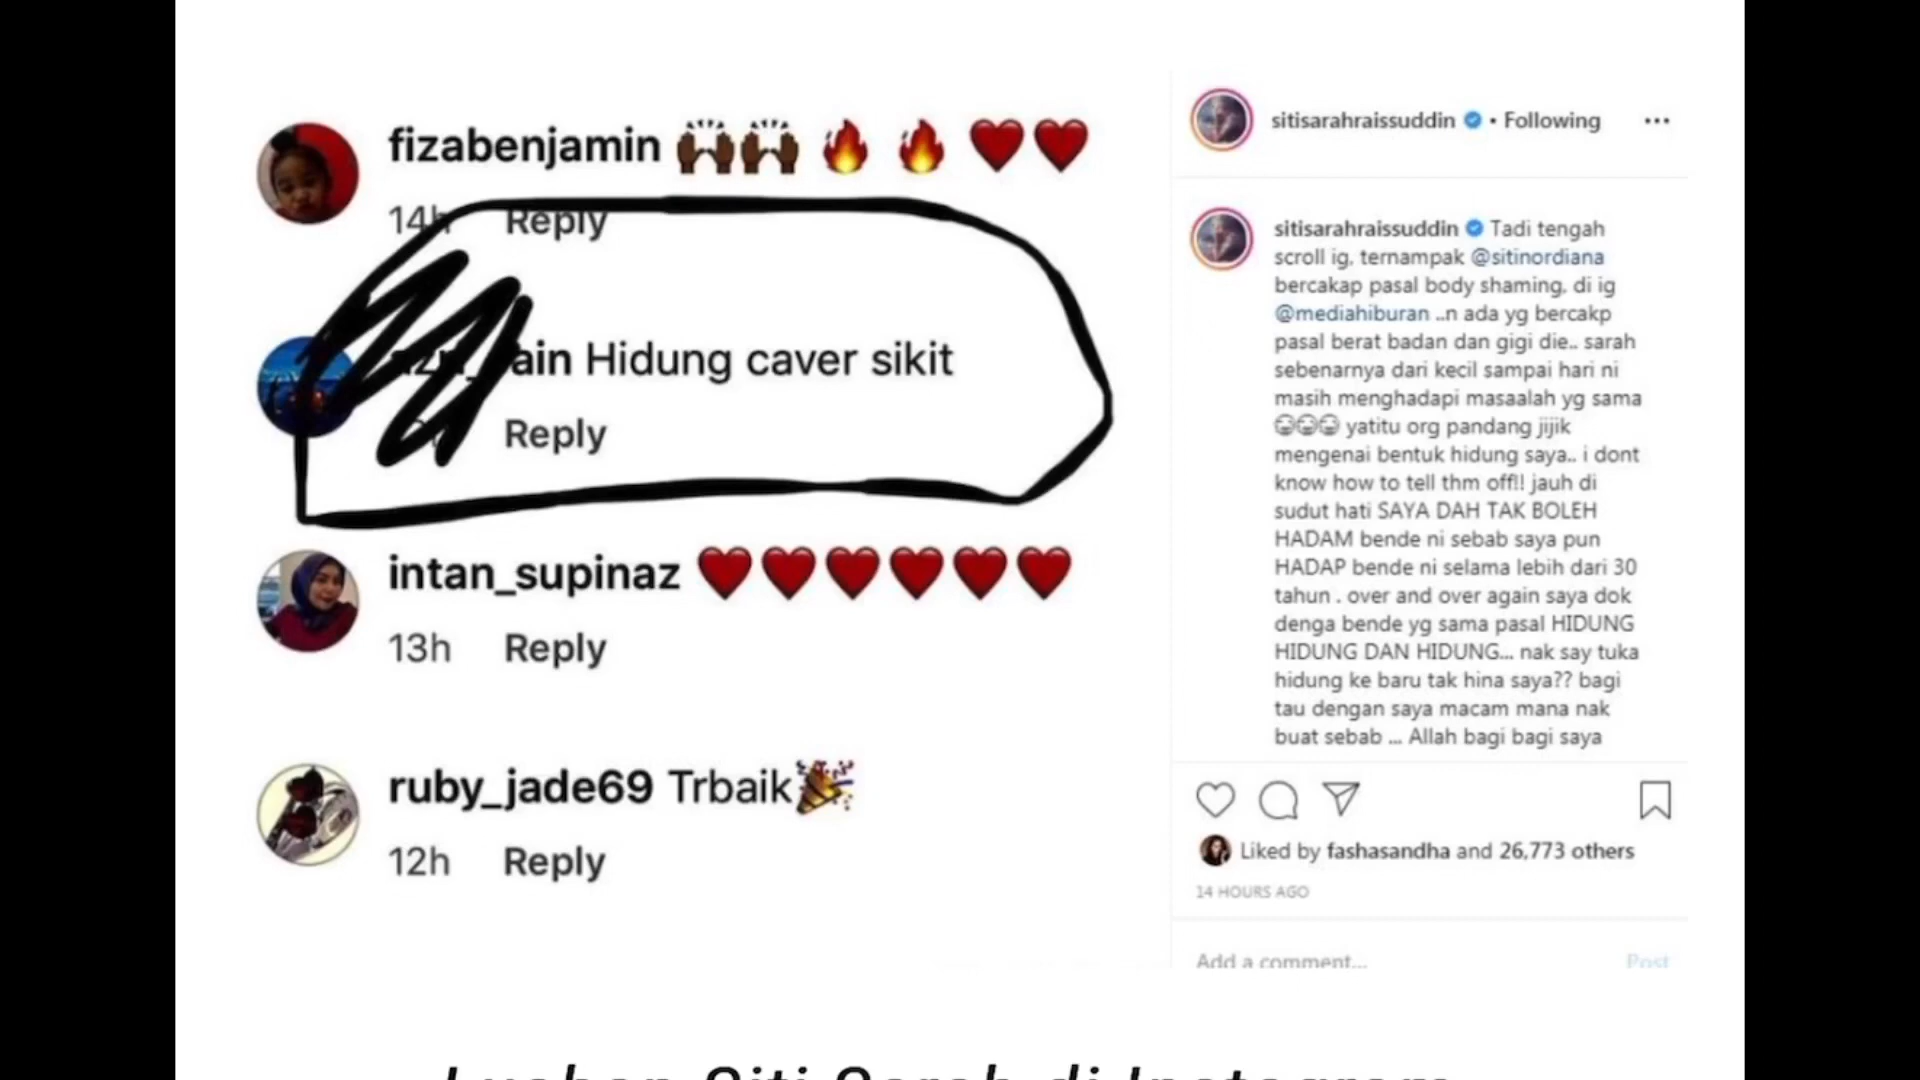 fizabenjamin 🙌🏿🙌🏿 🔥 🔥 ❤️❤️
14h Reply
ain Hidung caver sikit
Reply
intan_supinaz ❤️❤️❤️❤️❤️❤️
13h Reply
ruby_jade69 Trbaik🎉
12h Reply
sitisarahraissuddin • Following
sitisarahraissuddin Tadi tengah
scroll ig, ternampak @sitinordiana
bercakap pasal body shaming, di ig
@mediahiburan ..n ada yg bercakp
pasal berat badan dan gigi die.. sarah
sebenarnya dari kecil sampai hari ni
masih menghadapi masaalah yg sama
yatitu org pandang jijik
mengenai bentuk hidung saya.. i dont
know how to tell thm off!! jauh di
sudut hati SAYA DAH TAK BOLEH
HADAM bende ni sebab saya pun
HADAP bende ni selama lebih dari 30
tahun . over and over again saya dok
denga bende yg sama pasal HIDUNG
HIDUNG DAN HIDUNG... nak say tuka
hidung ke baru tak hina saya?? bagi
tau dengan saya macam mana nak
buat sebab ... Allah bagi bagi saya
Liked by fashasandha and 26,773 others
14 HOURS AGO
Add a comment... Post
Siti Sarah di Instagram